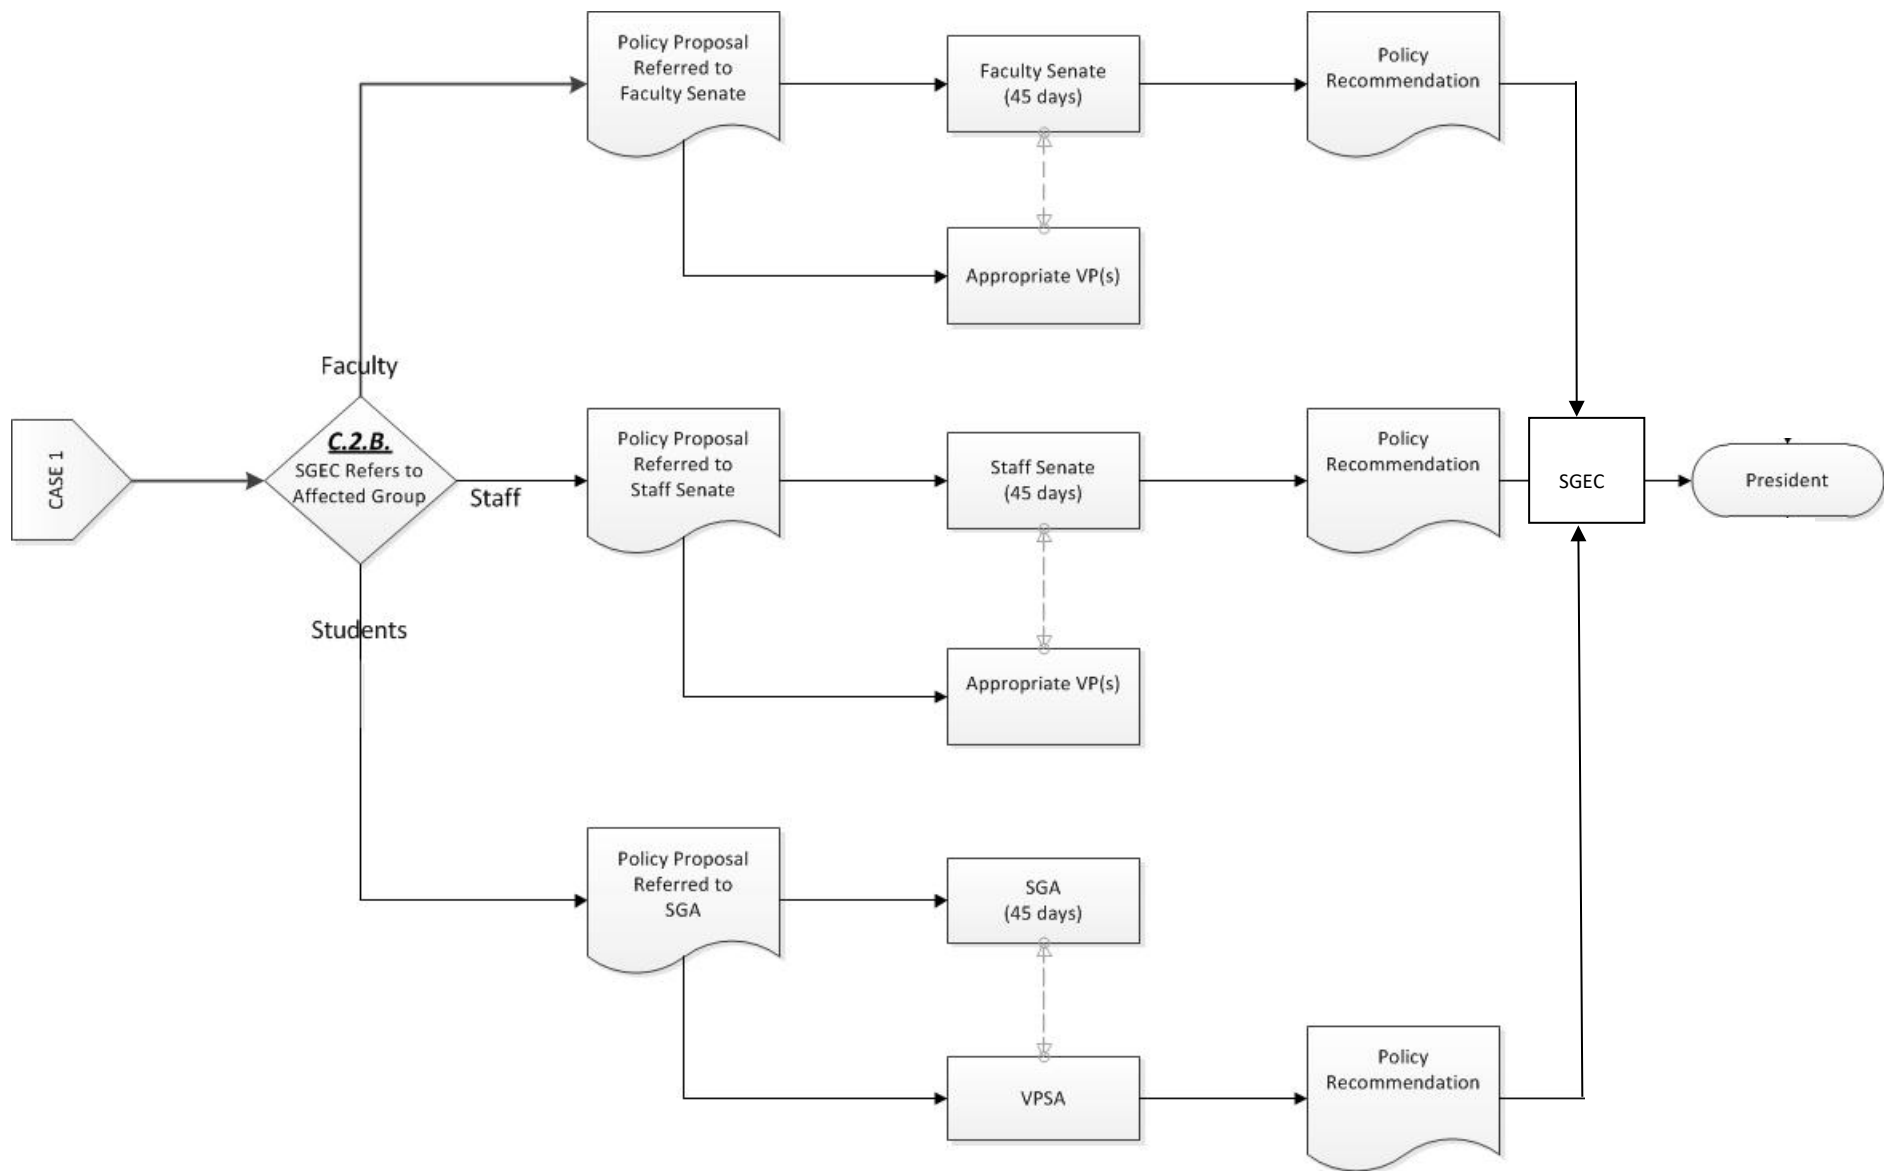 Policy Proposal
Referred to
Faculty Senate
Faculty Senate
(45 days)
Policy
Recommendation
Appropriate VP(s)
Faculty
CASE 1
C.2.B.
SGEC Refers to
Affected Group
Staff
Policy Proposal
Referred to
Staff Senate
Staff Senate
(45 days)
Policy
Recommendation
SGEC
President
Appropriate VP(s)
Students
Policy Proposal
Referred to
SGA
SGA
(45 days)
VPSA
Policy
Recommendation